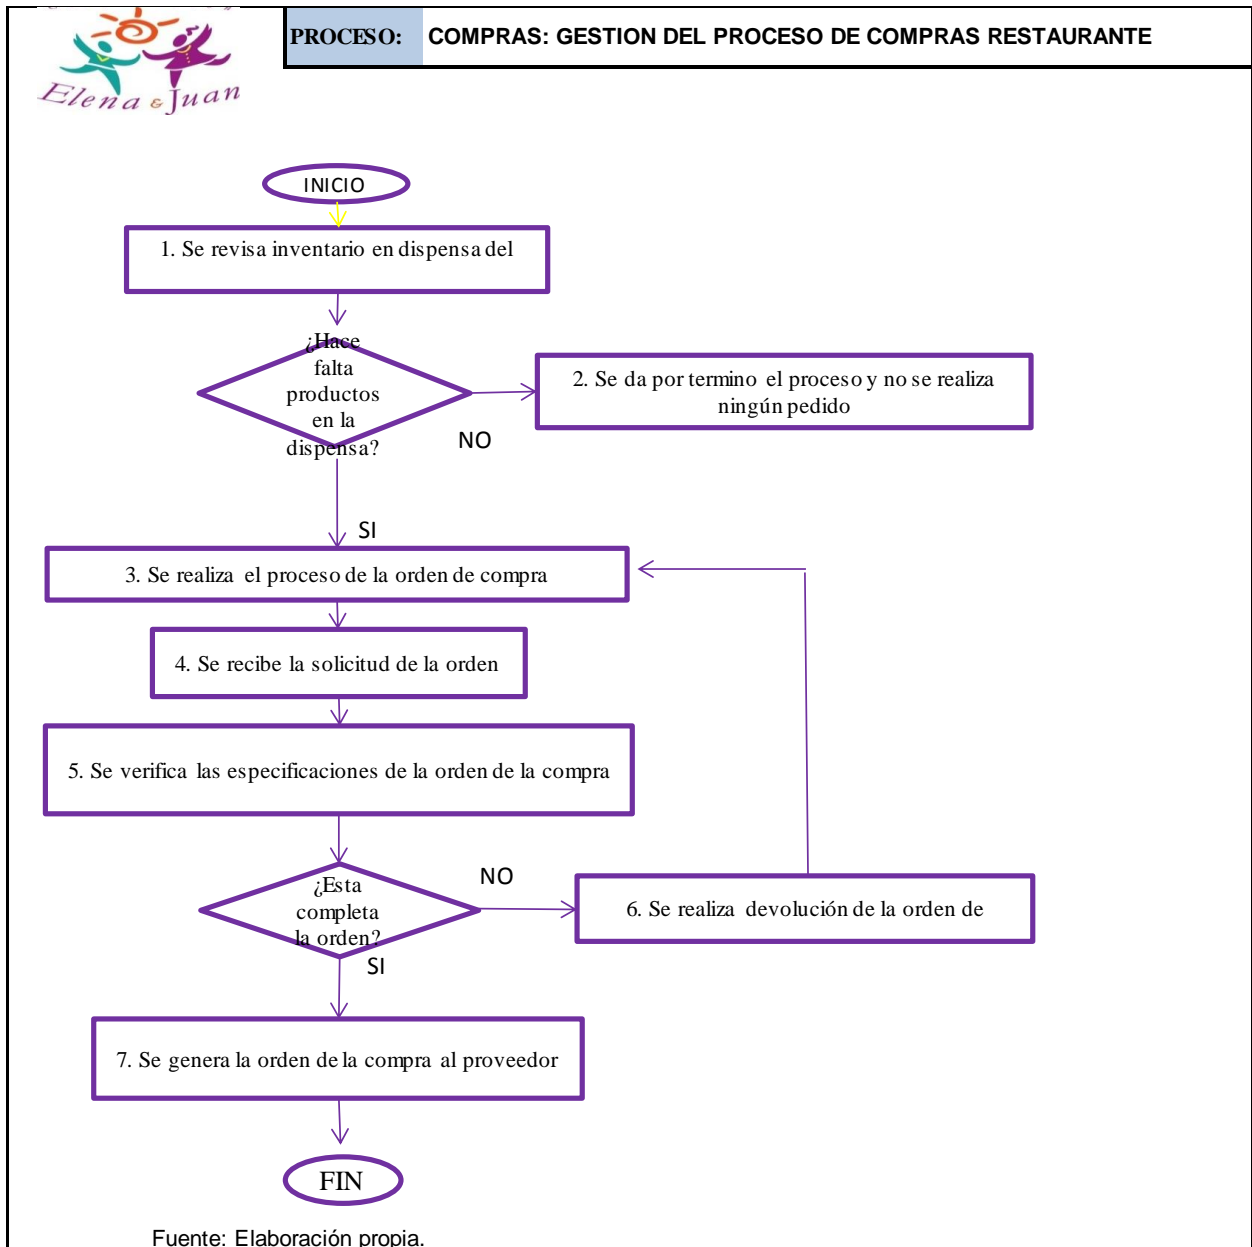 Elena & Juan
PROCESO: COMPRAS: GESTION DEL PROCESO DE COMPRAS RESTAURANTE
INICIO
1. Se revisa inventario en dispensa del
¿Hace
falta
productos
en la
dispensa?
NO
2. Se da por termino el proceso y no se realiza
ningún pedido
SI
3. Se realiza el proceso de la orden de compra
4. Se recibe la solicitud de la orden
5. Se verifica las especificaciones de la orden de la compra
¿Esta
completa
la orden?
NO
6. Se realiza devolución de la orden de
SI
7. Se genera la orden de la compra al proveedor
FIN
Fuente: Elaboración propia.